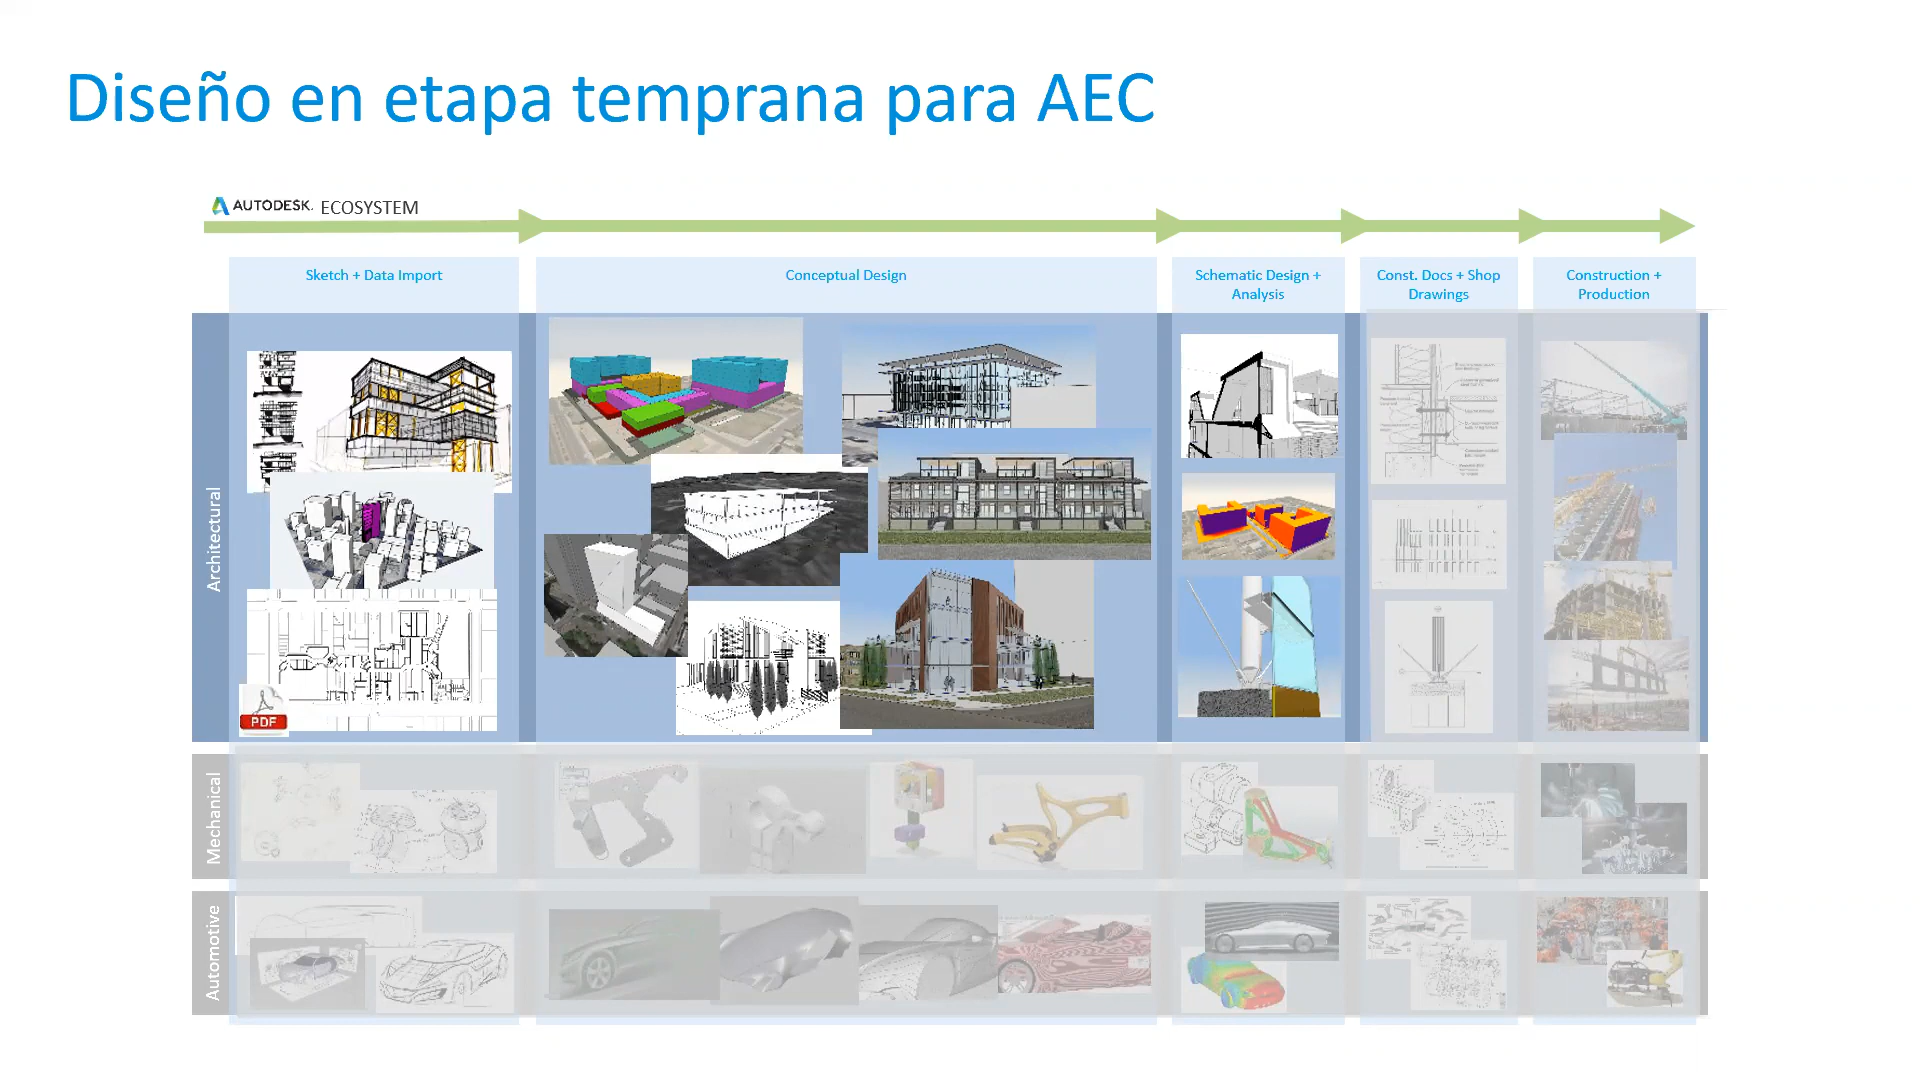 Diseño en etapa temprana para AEC
AUTODESK. ECOSYSTEM
Sketch + Data Import
Conceptual Design
Schematic Design +
Analysis
Const. Docs + Shop
Drawings
Construction +
Production
Architectural
PDF
Mechanical
Automotive